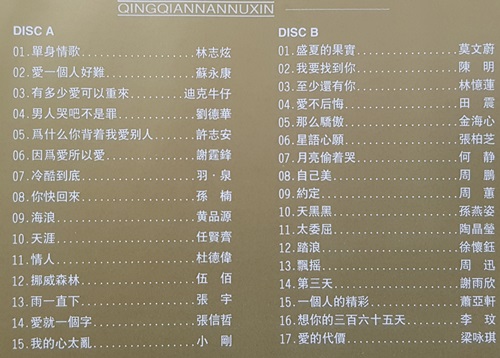 QINGQIANNANNUXIN
DISC A
01.單身情歌..................林志炫
02.愛一個人好難..............蘇永康
03.有多少愛可以重來..........迪克牛仔
04.男人哭吧不是罪............劉德華
05.爲什么你背着我愛别人......許志安
06.因爲愛所以愛..............謝霆鋒
07.冷酷到底..................羽·泉
08.你快回來..................孫 楠
09.海浪......................黄品源
10.天涯......................任賢齊
11.情人......................杜德偉
12.挪威森林..................伍 佰
13.雨一直下..................張 宇
14.愛就一個字................張信哲
15.我的心太亂................小 剛
DISC B
01.盛夏的果實................莫文蔚
02.我要找到你................陳 明
03.至少還有你................林憶蓮
04.愛不后悔..................田 震
05.那么驕傲..................金海心
06.星語心願..................張柏芝
07.月亮偷着哭................何 静
08.自己美....................周 鹏
09.約定......................周 蕙
10.天黑黑....................孫燕姿
11.太委屈....................陶晶瑩
12.踏浪......................徐懷鈺
13.飄摇......................周 迅
14.第三天....................謝雨欣
15.一個人的精彩..............蕭亞軒
16.想你的三百六十五天........李 玟
17.愛的代價..................梁咏琪